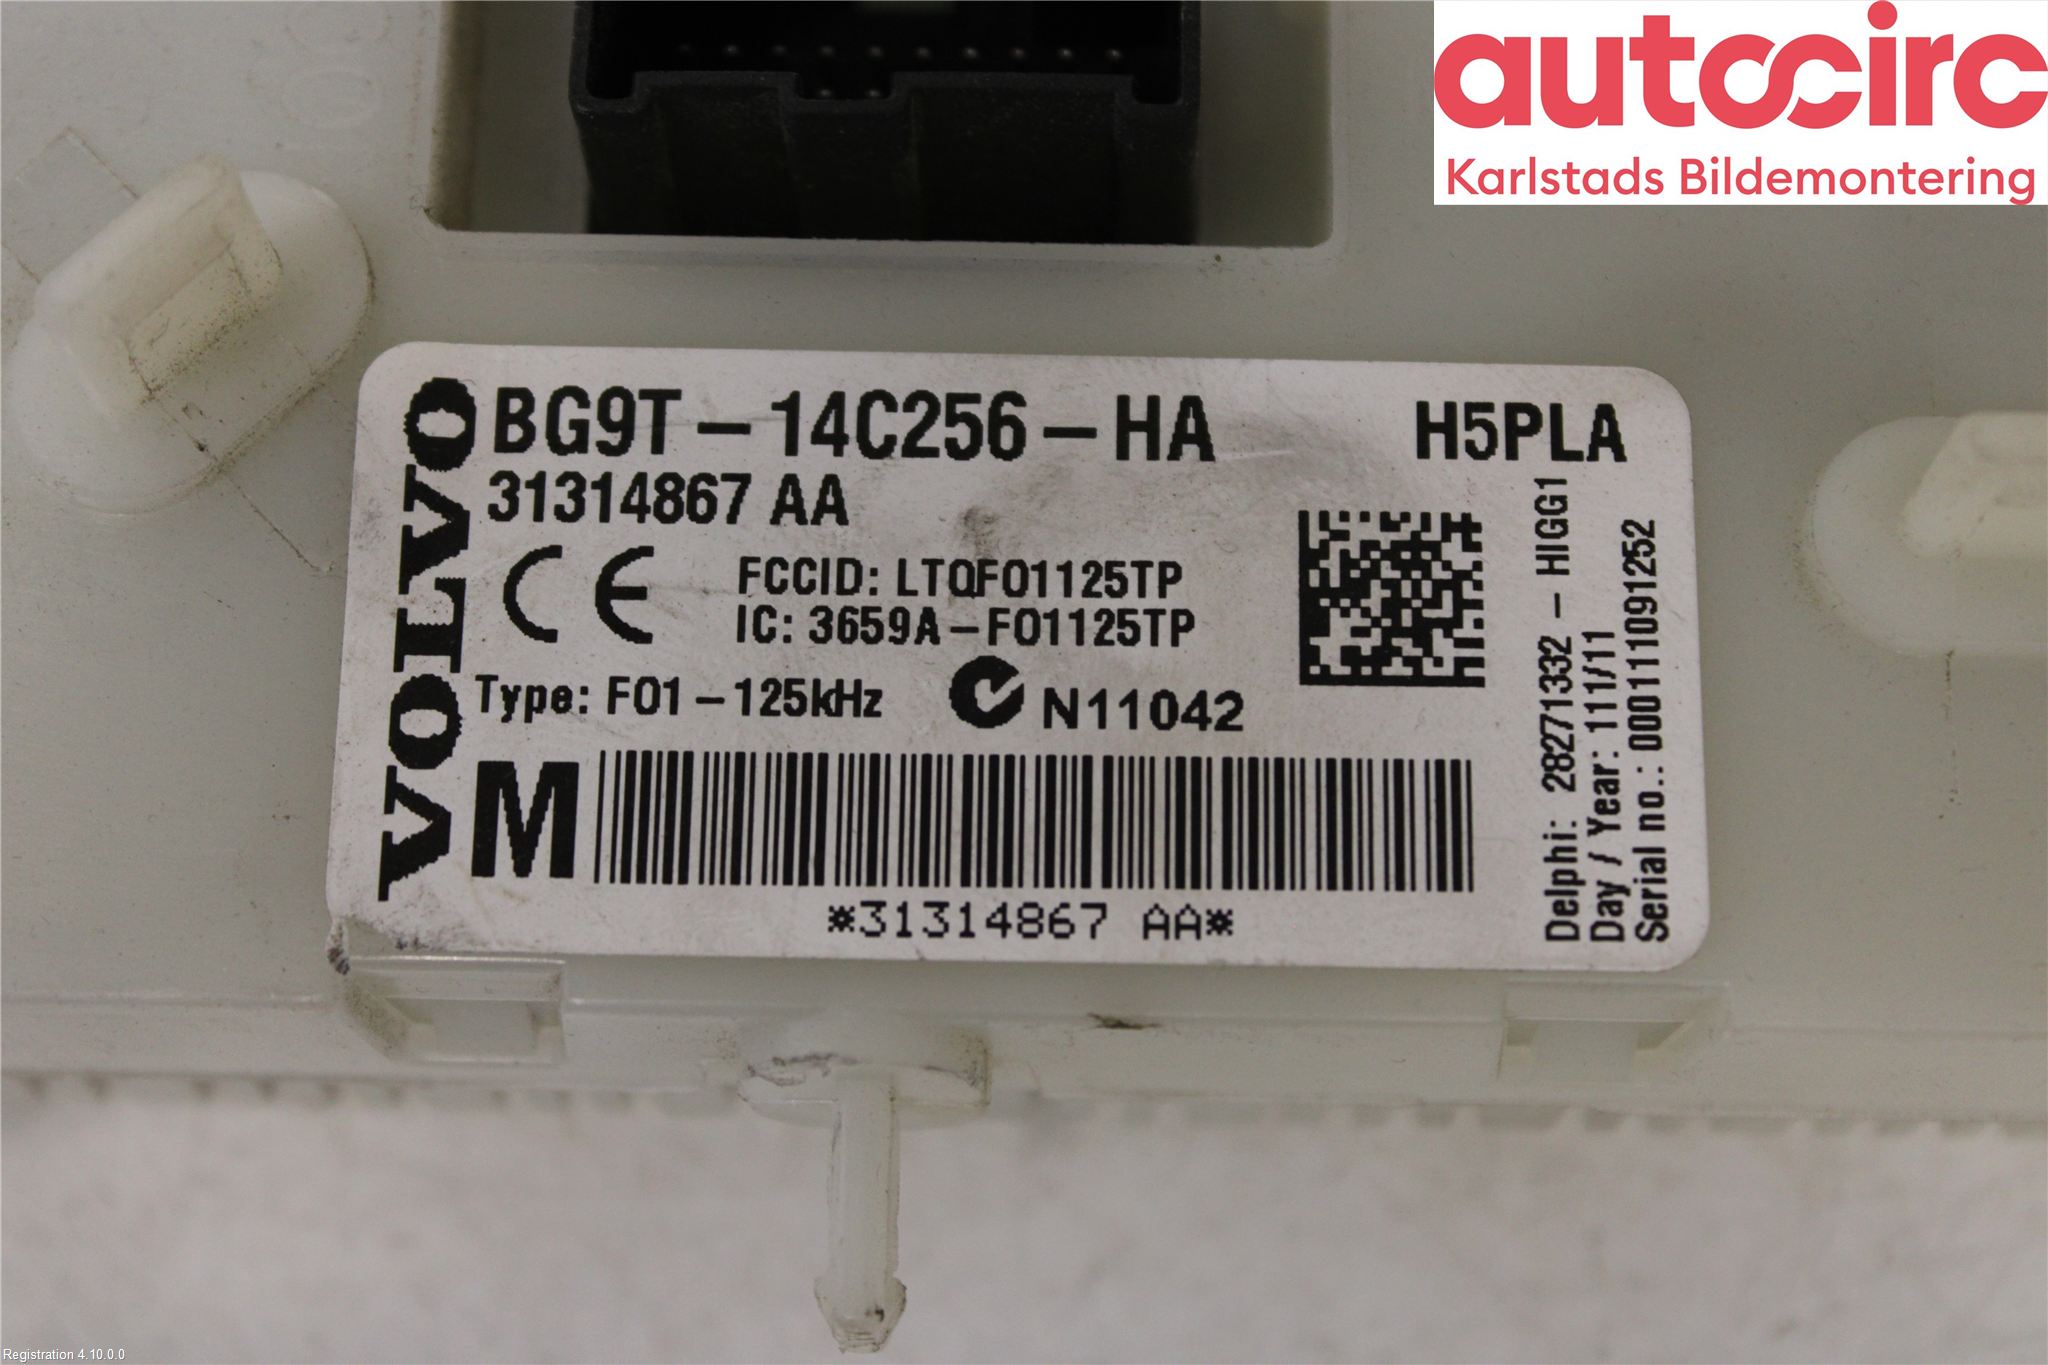 autocirc
Karlstads Bildemontering
VOLVO
BG9T-14C256-HA H5PLA
31314867 AA
CE
FCCID: LTQFO1125TP
IC: 3659A-FO1125TP
Type: FO1-125kHz
N11042
M
*31314867 AA*
Delphi: 28271332-HIGG1
Day / Year: 111/11
Serial no.: 000111091252
Registration 4.10.0.0